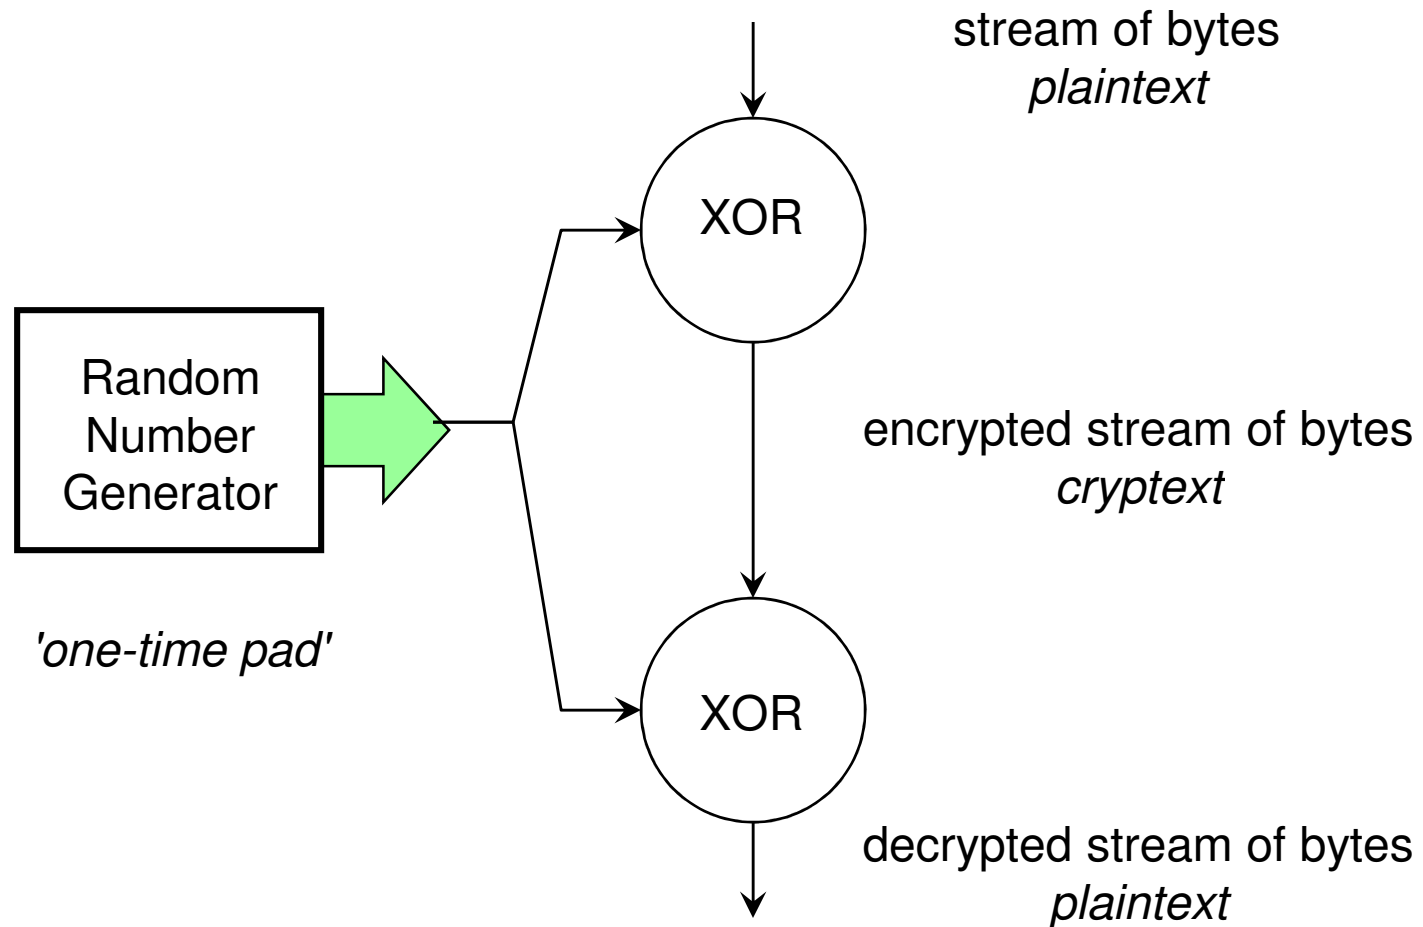 stream of bytes
plaintext
XOR
Random
Number
Generator
encrypted stream of bytes
cryptext
'one-time pad'
XOR
decrypted stream of bytes
plaintext